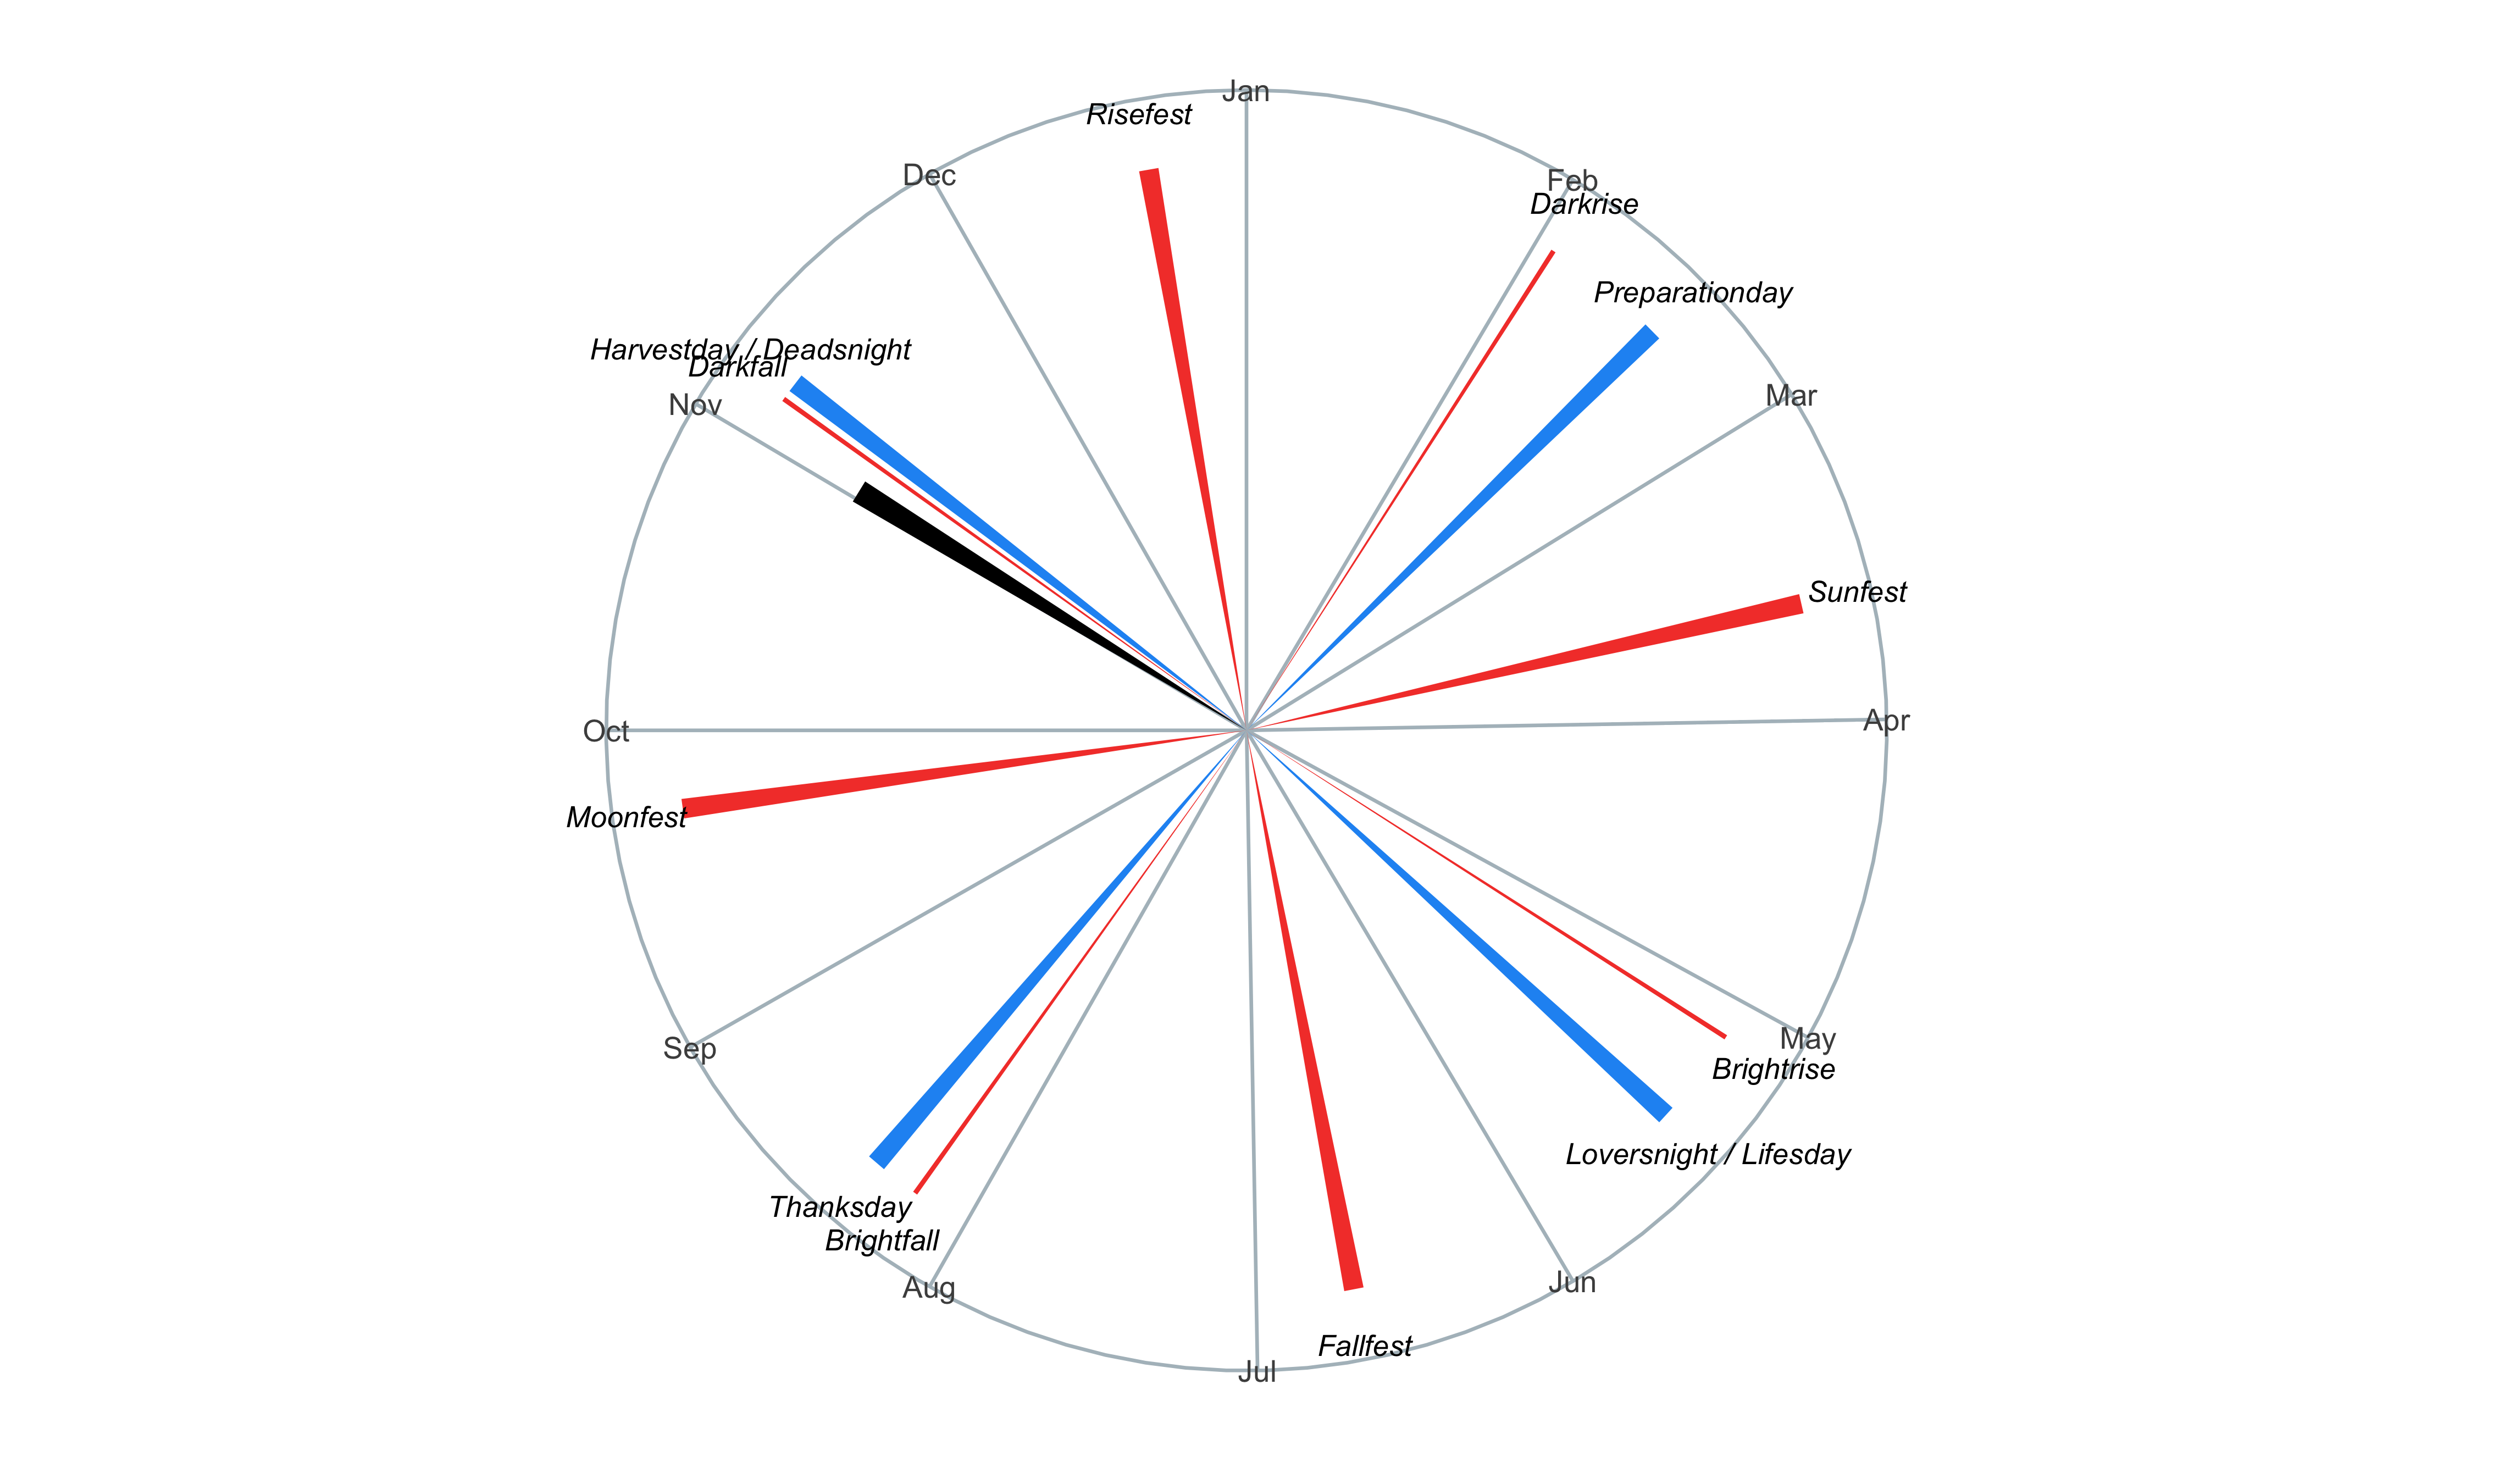 Jan
Risefest
Dec
Feb
Darkrise
Preparationday
Harvestday / Deadsnight
Darkfall
Nov
Mar
Sunfest
Apr
Oct
Moonfest
May
Brightrise
Sep
Loversnight / Lifesday
Thanksday
Brightfall
Aug
Jun
Fallfest
Jul